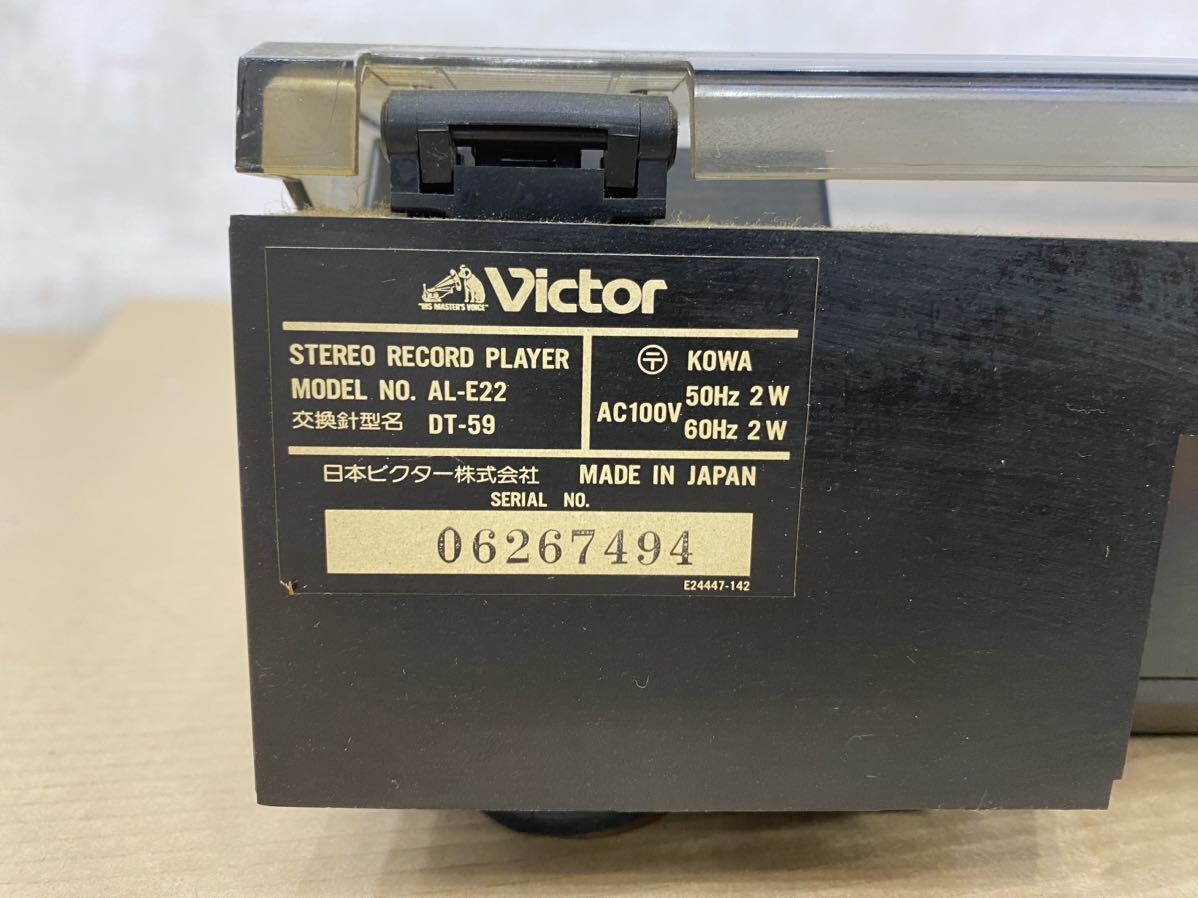 "HIS MASTER'S VOICE" Victor
STEREO RECORD PLAYER
MODEL NO. AL-E22
交換針型名 DT-59
〒 KOWA
AC100V 50Hz 2W
60Hz 2W
日本ビクター株式会社 MADE IN JAPAN
SERIAL NO.
06267494
E24447-142